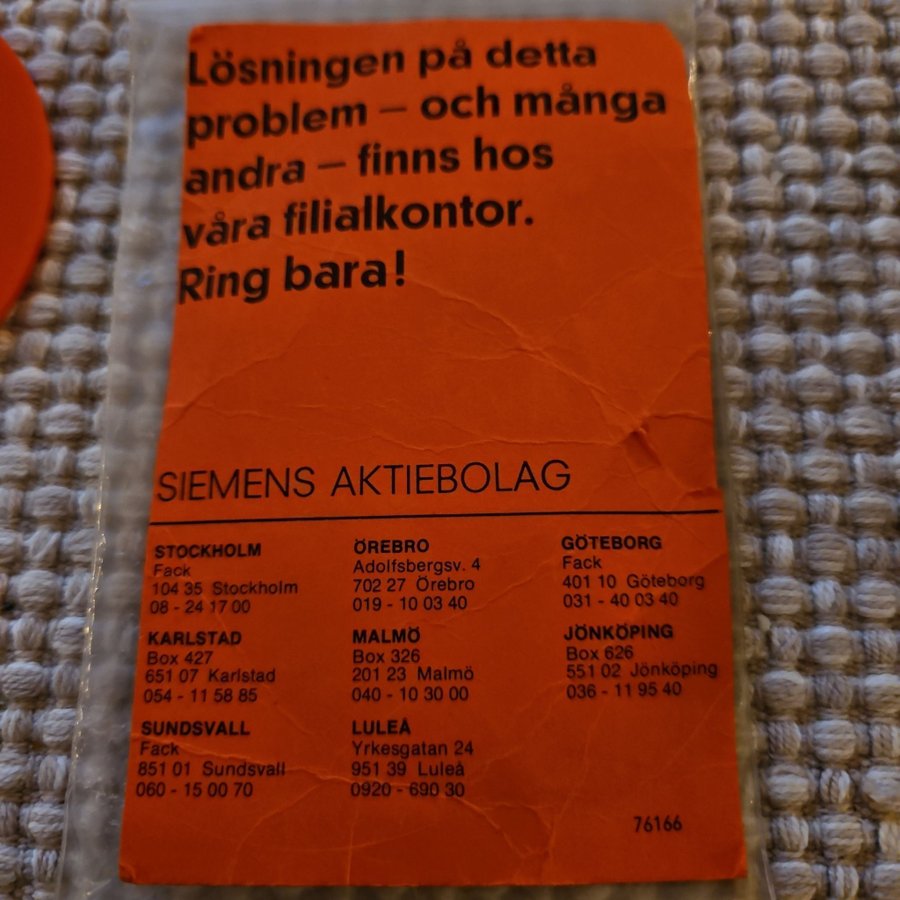 Lösningen på detta
problem – och många
andra – finns hos
våra filialkontor.
Ring bara!
SIEMENS AKTIEBOLAG
STOCKHOLM
Fack
104 35 Stockholm
08 - 24 17 00
ÖREBRO
Adolfsbergsv. 4
702 27 Örebro
019 - 10 03 40
GÖTEBORG
Fack
401 10 Göteborg
031 - 40 03 40
KARLSTAD
Box 427
651 07 Karlstad
054 - 11 58 85
MALMÖ
Box 326
201 23 Malmö
040 - 10 30 00
JÖNKÖPING
Box 626
551 02 Jönköping
036 - 11 95 40
SUNDSVALL
Fack
851 01 Sundsvall
060 - 15 00 70
LULEÅ
Yrkesgatan 24
951 39 Luleå
0920 - 690 30
76166